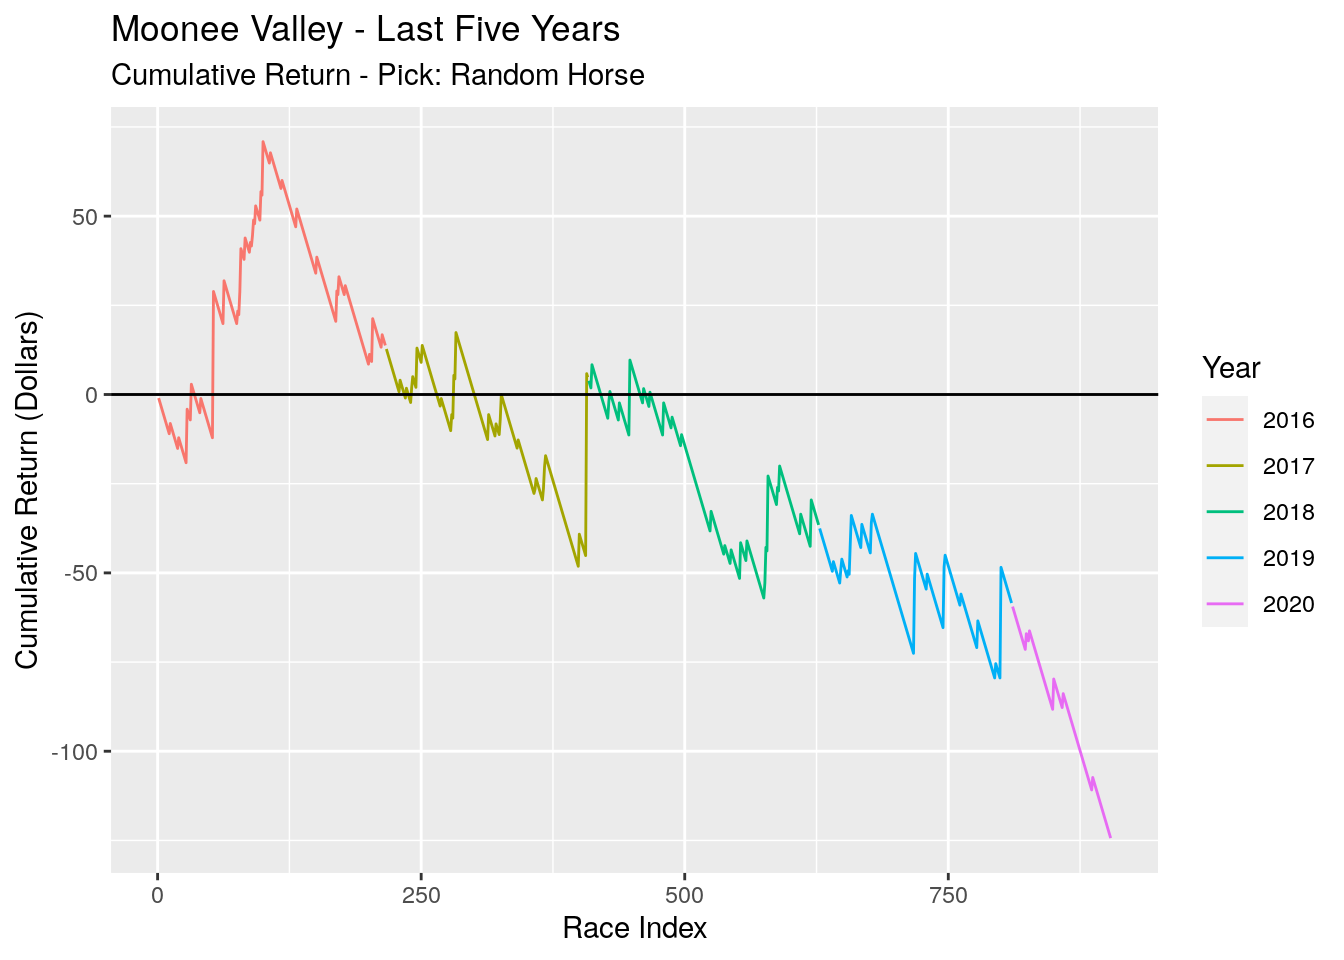 Moonee Valley - Last Five Years
Cumulative Return - Pick: Random Horse
Cumulative Return (Dollars)
50
0
-50
-100
0
250
500
750
Race Index
Year
2016
2017
2018
2019
2020